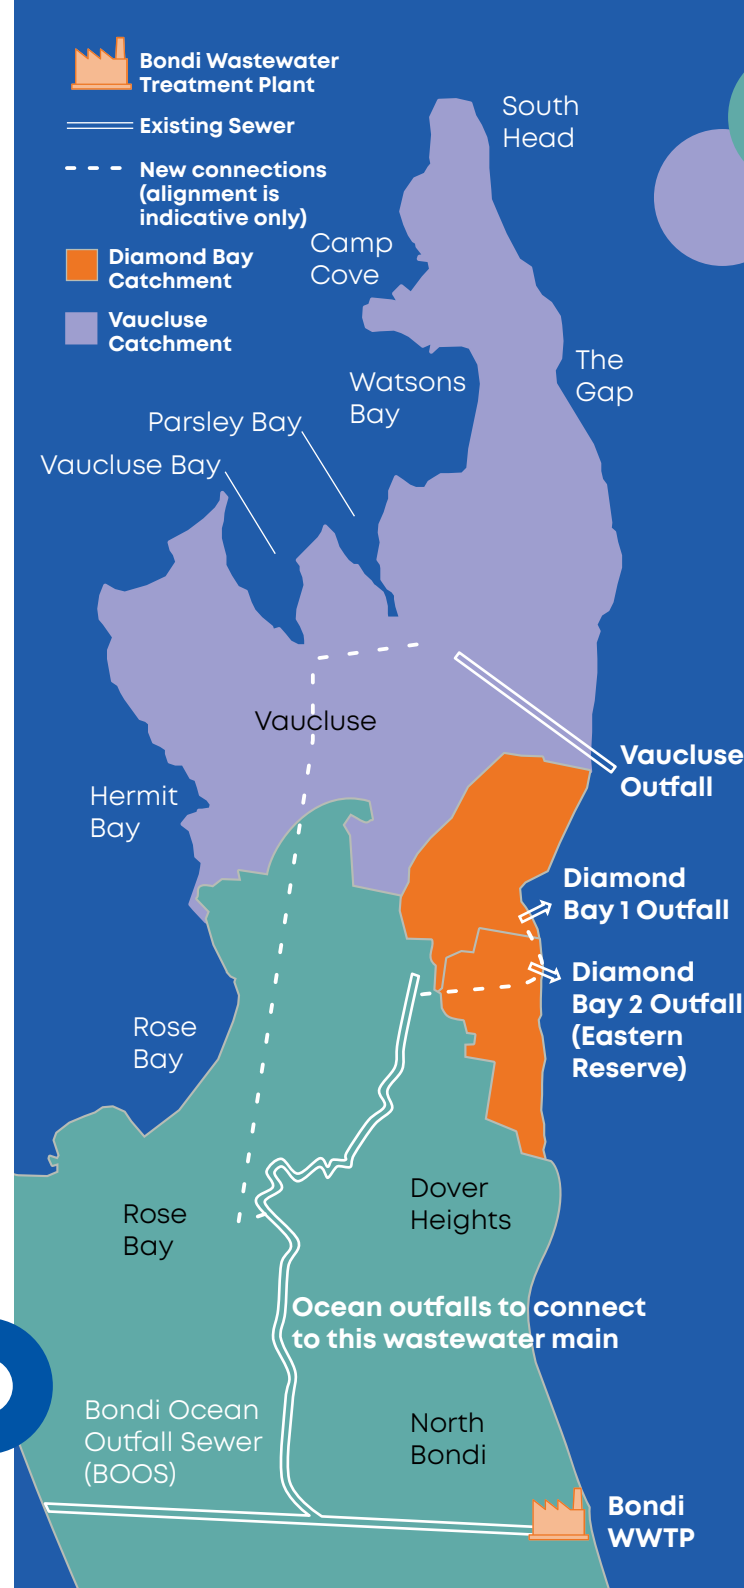 Bondi Wastewater
Treatment Plant
Existing Sewer
New connections
(alignment is
indicative only)
Diamond Bay
Catchment
Vaucluse
Catchment
South
Head
Camp
Cove
The
Gap
Watsons
Bay
Parsley Bay
Vaucluse Bay
Vaucluse
Vaucluse
Outfall
Hermit
Bay
Diamond
Bay 1 Outfall
Diamond
Bay 2 Outfall
(Eastern
Reserve)
Rose
Bay
Dover
Heights
Rose
Bay
Ocean outfalls to connect
to this wastewater main
Bondi Ocean
Outfall Sewer
(BOOS)
North
Bondi
Bondi
WWTP